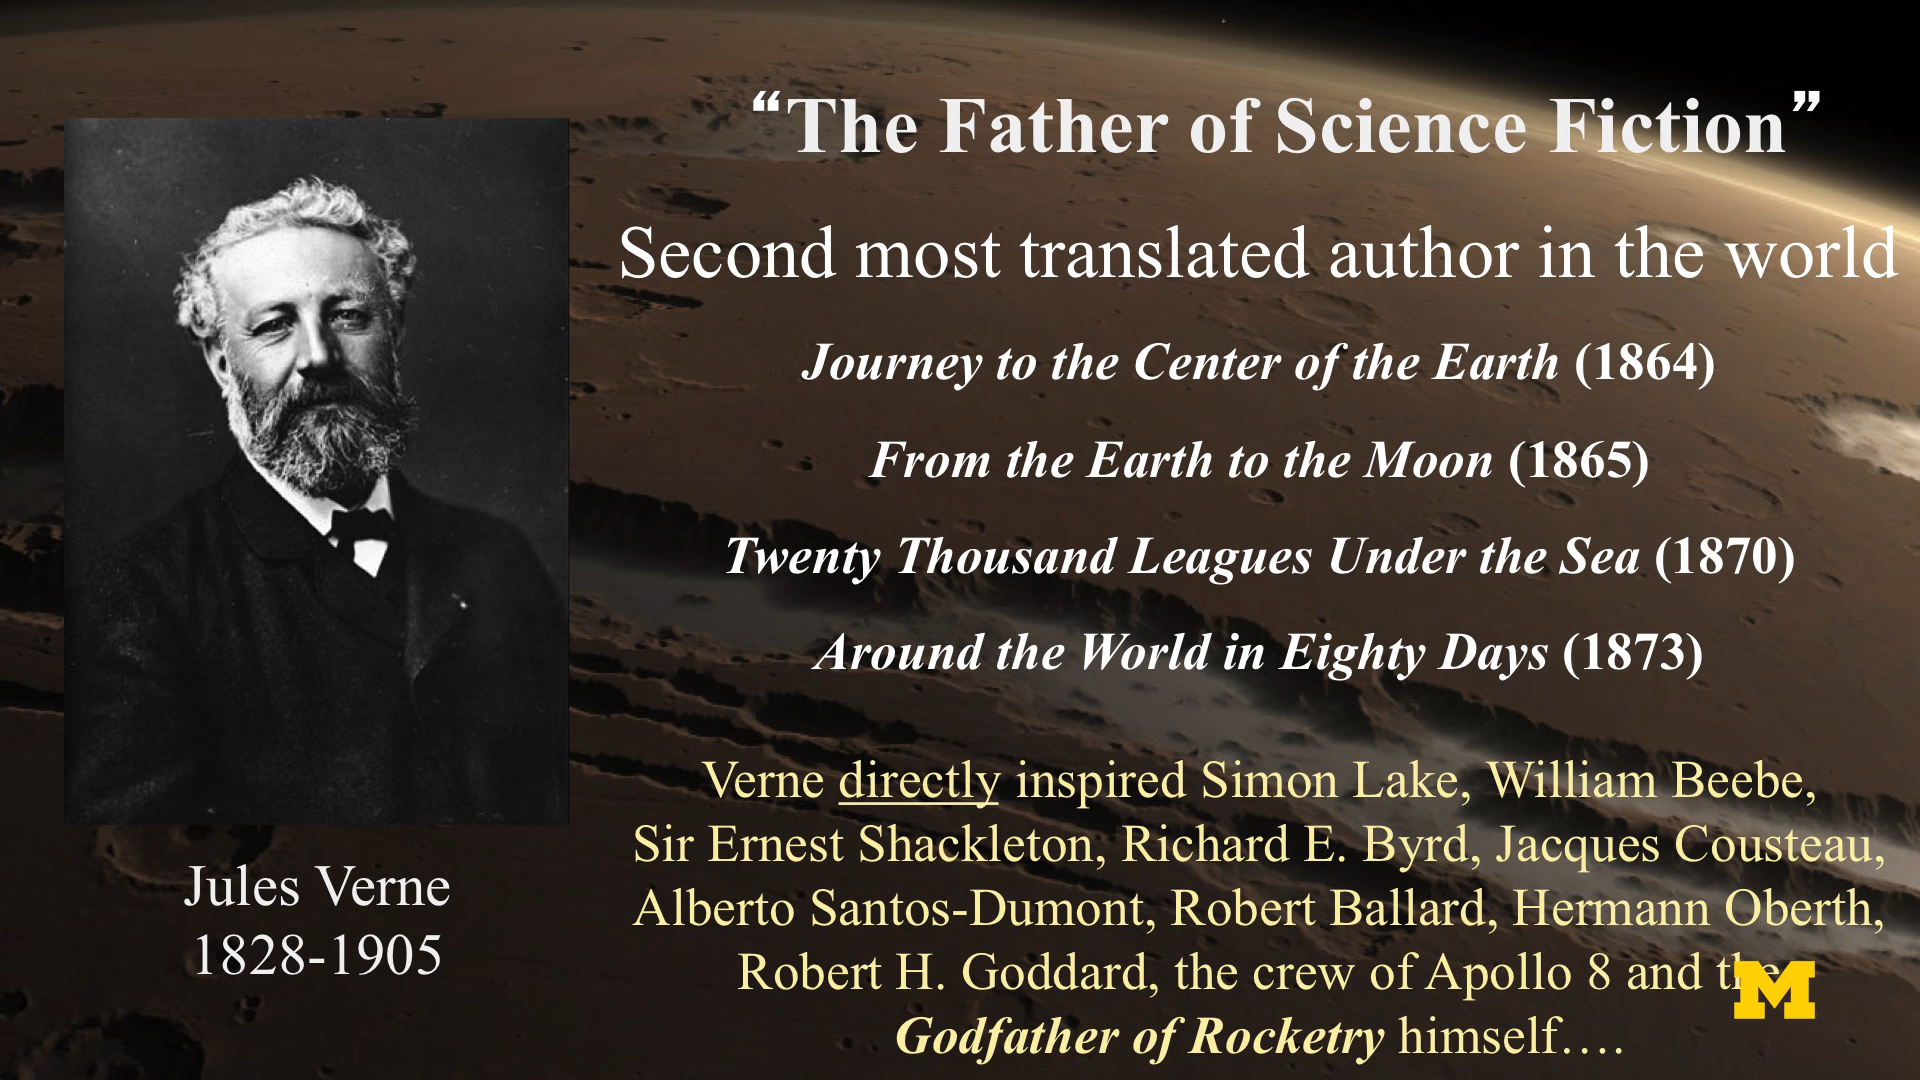 “The Father of Science Fiction”
Second most translated author in the world
Journey to the Center of the Earth (1864)
From the Earth to the Moon (1865)
Twenty Thousand Leagues Under the Sea (1870)
Around the World in Eighty Days (1873)
Verne directly inspired Simon Lake, William Beebe,
Sir Ernest Shackleton, Richard E. Byrd, Jacques Cousteau,
Alberto Santos-Dumont, Robert Ballard, Hermann Oberth,
Robert H. Goddard, the crew of Apollo 8 and the
Godfather of Rocketry himself….
Jules Verne
1828-1905
M